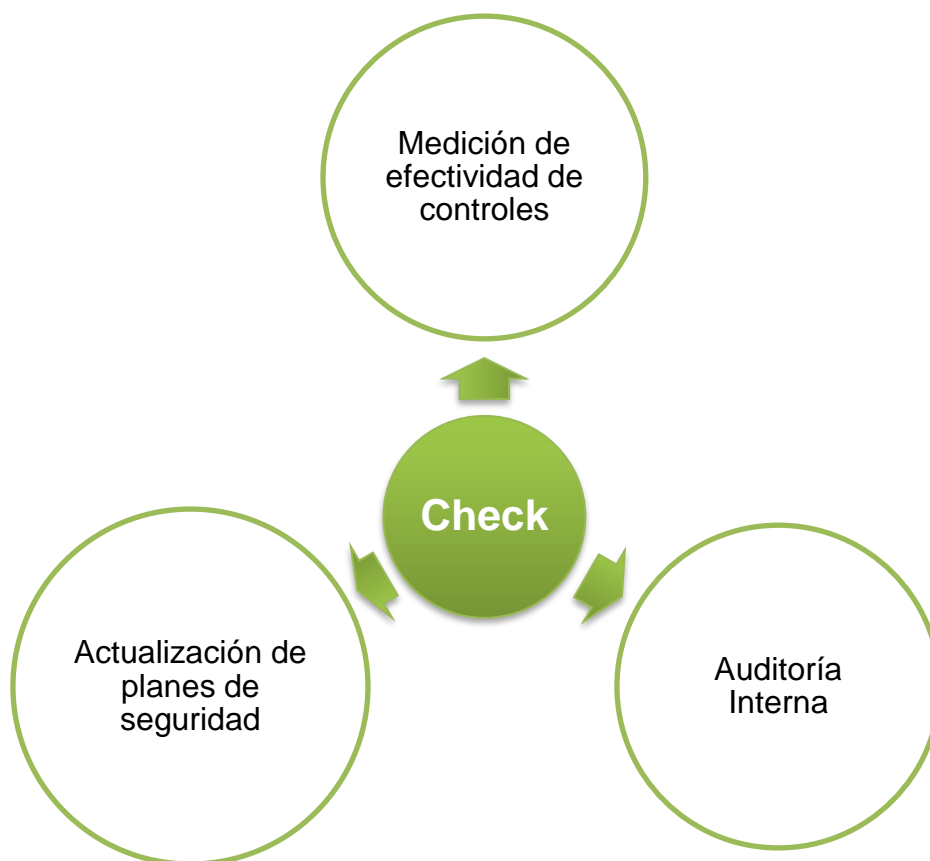 Medición de
efectividad de
controles
Check
Actualización de
planes de
seguridad
Auditoría
Interna